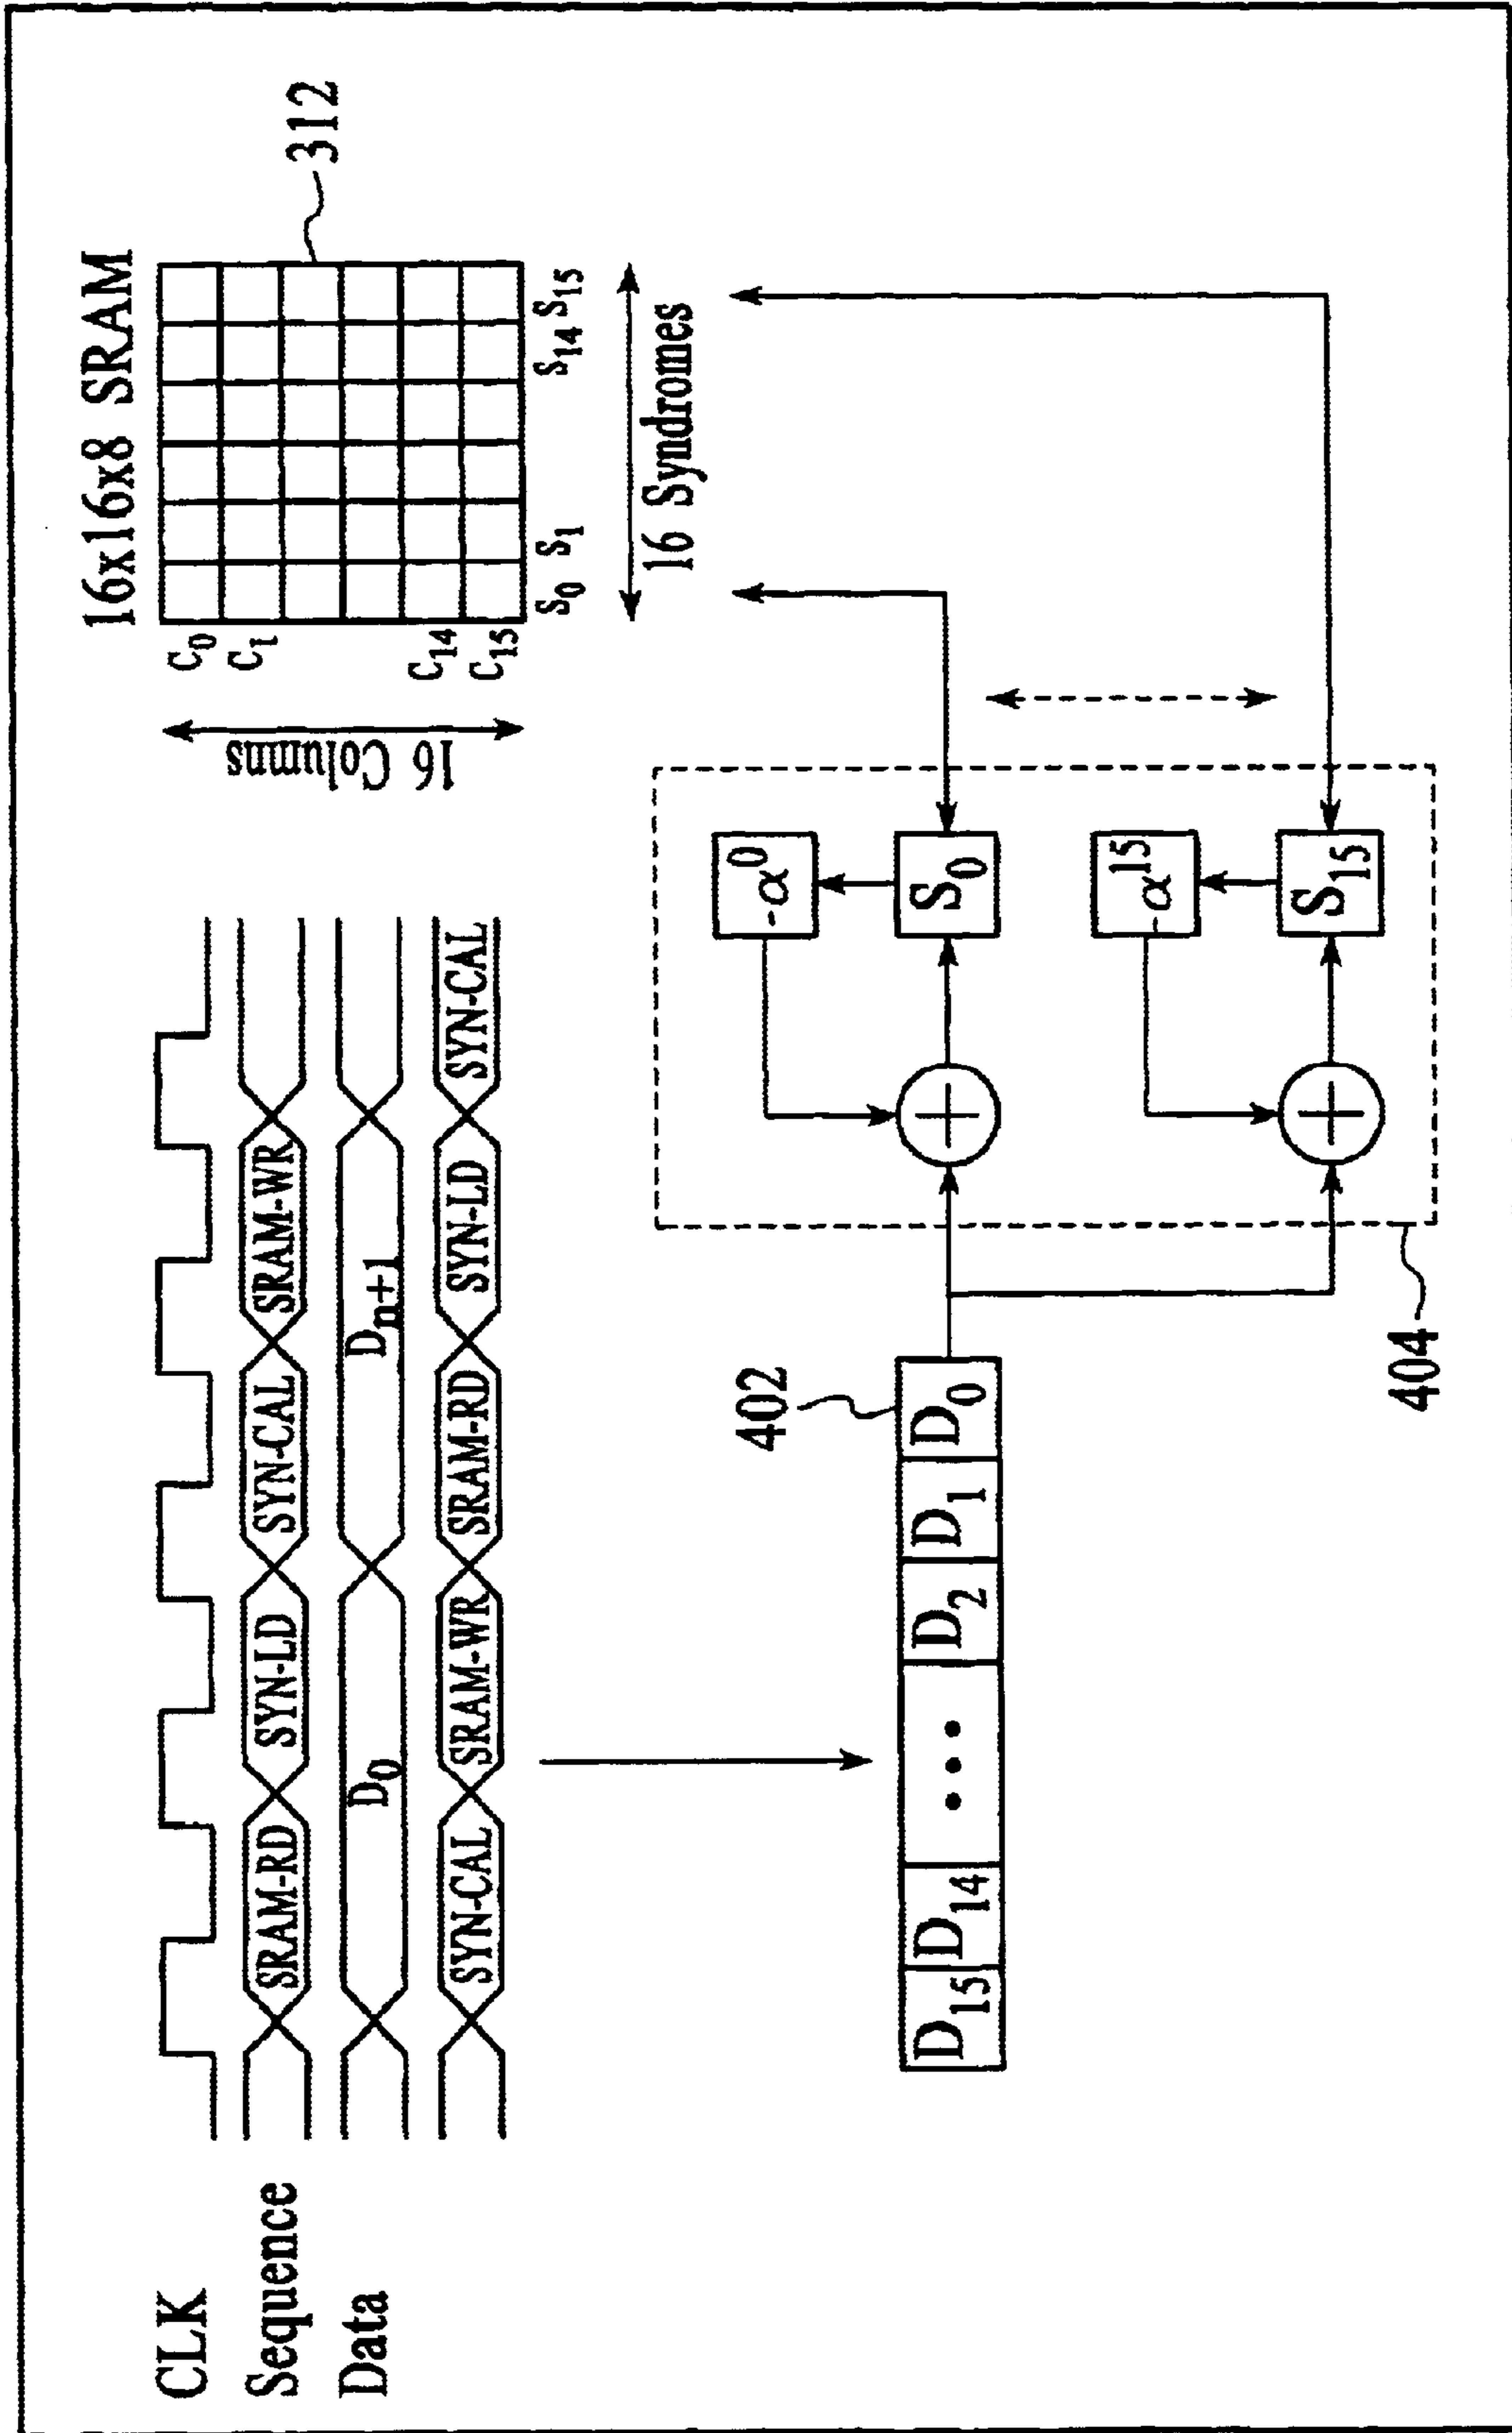 CLK
Sequence
Data
SRAM-RD SYN-LD SYN-CAL SRAM-WR
D0 Dn+1
SYN-CAL SRAM-WR SRAM-RD SYN-LD SYN-CAL
16x16x8 SRAM
312
16 Columns
C0
C1
C14
C15
S0 S1 S14 S15
16 Syndromes
402
D15 D14 ••• D2 D1 D0
-α^0
S0
-α^15
S15
+
+
404